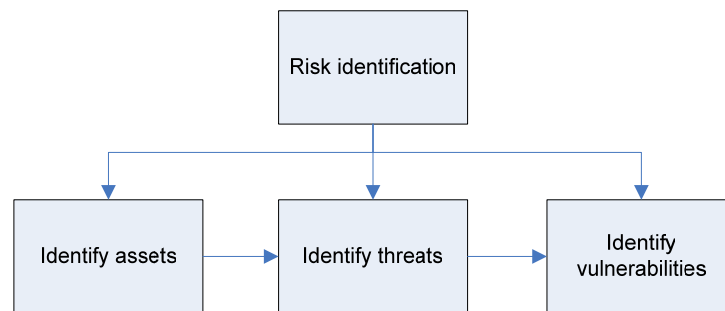 Risk identification
Identify assets
Identify threats
Identify
vulnerabilities